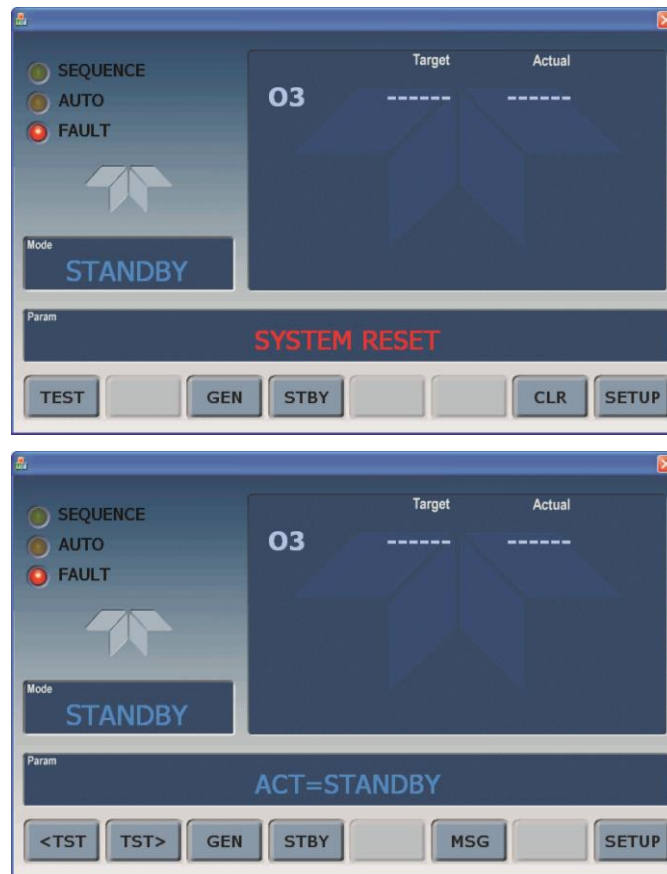 Target Actual
SEQUENCE
AUTO
FAULT
O3 ------ ------
Mode
STANDBY
Param
SYSTEM RESET
TEST GEN STBY CLR SETUP
Target Actual
SEQUENCE
AUTO
FAULT
O3 ------ ------
Mode
STANDBY
Param
ACT=STANDBY
<TST TST> GEN STBY MSG SETUP